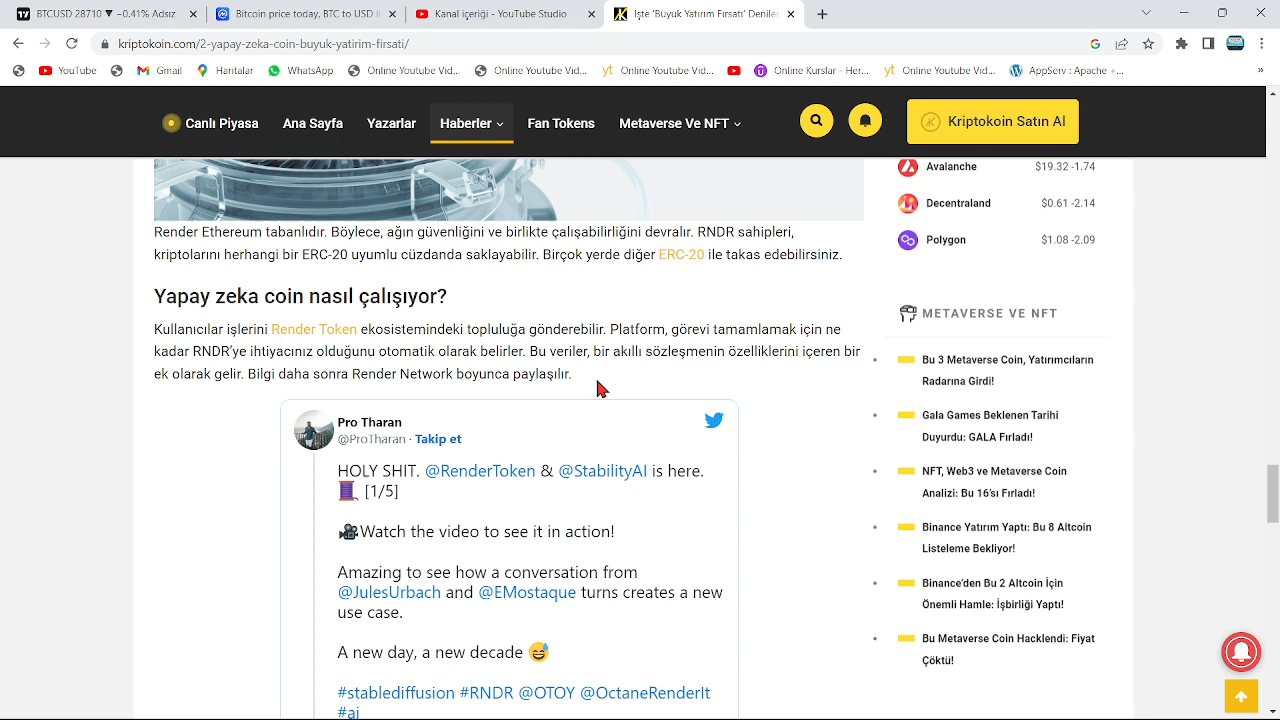 BTCUSD 28710 ▼ −0.41% Adsız
Bitcoin price today, BTC to USD li
Kanal içeriği - YouTube Studio
İşte 'Büyük Yatırım Fırsatı' Denilen
kriptokoin.com/2-yapay-zeka-coin-buyuk-yatirim-firsati/
YouTube
Gmail
Haritalar
WhatsApp
Online Youtube Vid...
Online Youtube Vid...
Online Youtube Vid...
Online Kurslar - Her...
Online Youtube Vid...
AppServ : Apache +...
»
Canlı Piyasa
Ana Sayfa
Yazarlar
Haberler
Fan Tokens
Metaverse Ve NFT
Kriptokoin Satın Al
Render Ethereum tabanlıdır. Böylece, ağın güvenliğini ve birlikte çalışabilirliğini devralır. RNDR sahipleri,
kriptolarını herhangi bir ERC-20 uyumlu cüzdanda saklayabilir. Birçok yerde diğer ERC-20 ile takas edebilirsiniz.
Yapay zeka coin nasıl çalışıyor?
Kullanıcılar işlerini Render Token ekosistemindeki topluluğa gönderebilir. Platform, görevi tamamlamak için ne
kadar RNDR'ye ihtiyacınız olduğunu otomatik olarak belirler. Bu veriler, bir akıllı sözleşmenin özelliklerini içeren bir
ek olarak gelir. Bilgi daha sonra Render Network boyunca paylaşılır.
Pro Tharan
@ProTharan · Takip et
HOLY SHIT. @RenderToken & @StabilityAI is here.
🧵 [1/5]
🎥Watch the video to see it in action!
Amazing to see how a conversation from
@JulesUrbach and @EMostaque turns creates a new
use case.
A new day, a new decade 😅
#stablediffusion #RNDR @OTOY @OctaneRenderIt
#ai
Avalanche $19.32 -1.74
Decentraland $0.61 -2.14
Polygon $1.08 -2.09
METAVERSE VE NFT
Bu 3 Metaverse Coin, Yatırımcıların
Radarına Girdi!
Gala Games Beklenen Tarihi
Duyurdu: GALA Fırladı!
NFT, Web3 ve Metaverse Coin
Analizi: Bu 16'sı Fırladı!
Binance Yatırım Yaptı: Bu 8 Altcoin
Listeleme Bekliyor!
Binance'den Bu 2 Altcoin İçin
Önemli Hamle: İşbirliği Yaptı!
Bu Metaverse Coin Hacklendi: Fiyat
Çöktü!